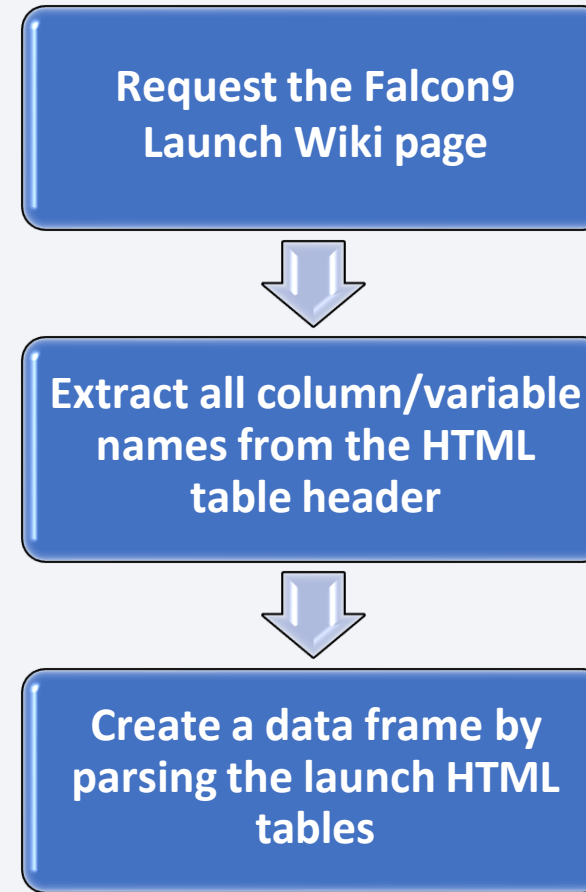 Request the Falcon9
Launch Wiki page
Extract all column/variable
names from the HTML
table header
Create a data frame by
parsing the launch HTML
tables